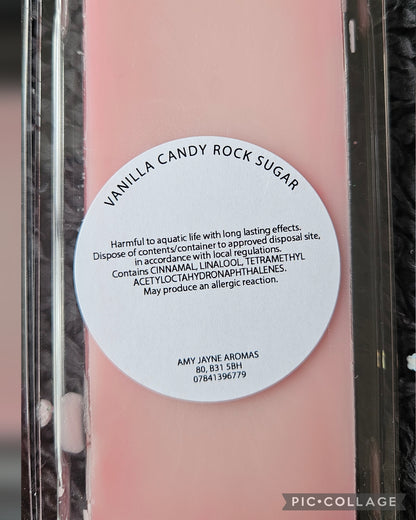 VANILLA CANDY ROCK SUGAR
Harmful to aquatic life with long lasting effects.
Dispose of contents/container to approved disposal site,
in accordance with local regulations.
Contains CINNAMAL, LINALOOL, TETRAMETHYL
ACETYLOCTAHYDRONAPHTHALENES.
May produce an allergic reaction.
AMY JAYNE AROMAS
80, B31 5BH
07841396779
PIC•COLLAGE